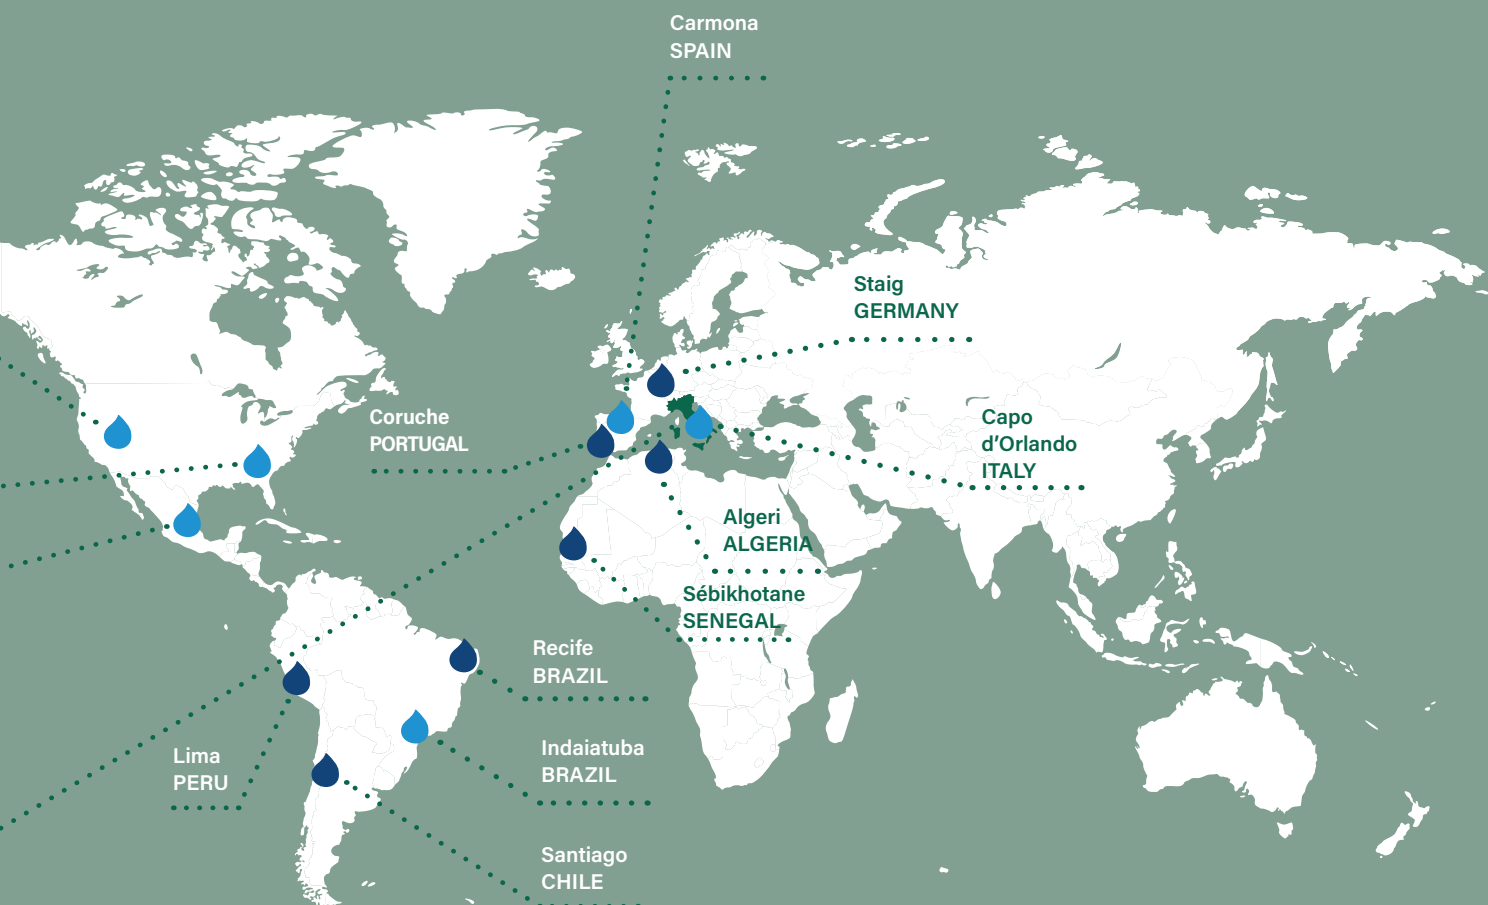 Carmona
SPAIN
Staig
GERMANY
Coruche
PORTUGAL
Capo
d'Orlando
ITALY
Algeri
ALGERIA
Sébikhotane
SENEGAL
Recife
BRAZIL
Indaiatuba
BRAZIL
Lima
PERU
Santiago
CHILE